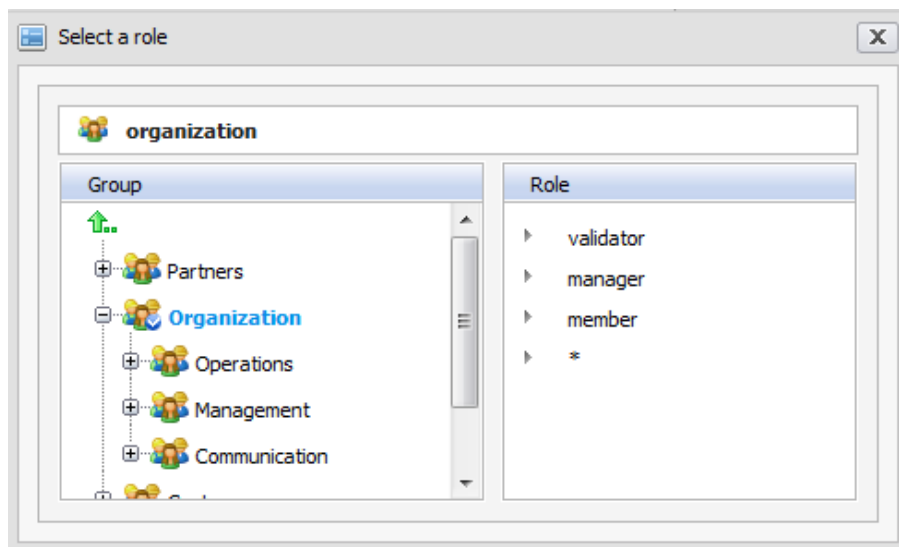 Select a role
organization
Group
Partners
Organization
Operations
Management
Communication
Role
validator
manager
member
*